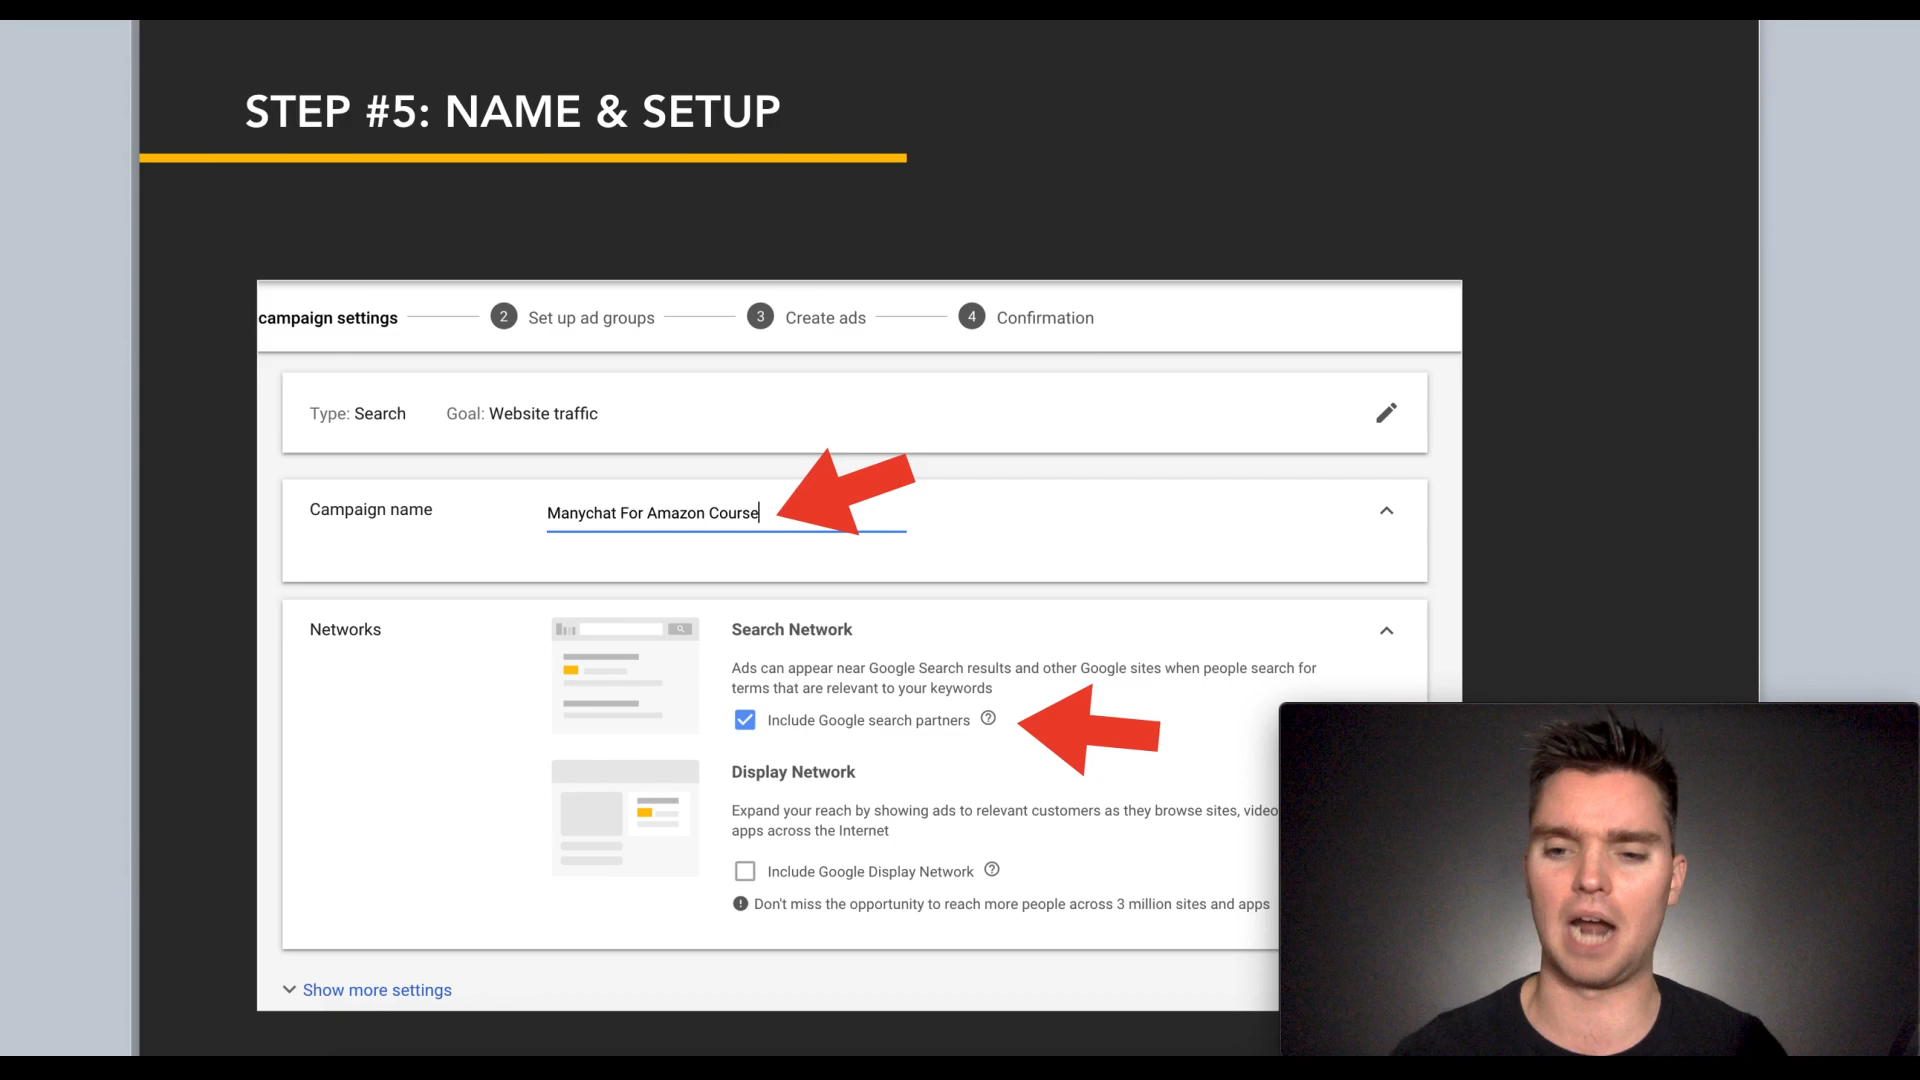 STEP #5: NAME & SETUP
campaign settings 2 Set up ad groups 3 Create ads 4 Confirmation
Type: Search Goal: Website traffic
Campaign name Manychat For Amazon Course
Networks Search Network
Ads can appear near Google Search results and other Google sites when people search for
terms that are relevant to your keywords
Include Google search partners ?
Display Network
Expand your reach by showing ads to relevant customers as they browse sites, video
apps across the Internet
Include Google Display Network ?
! Don't miss the opportunity to reach more people across 3 million sites and apps
Show more settings